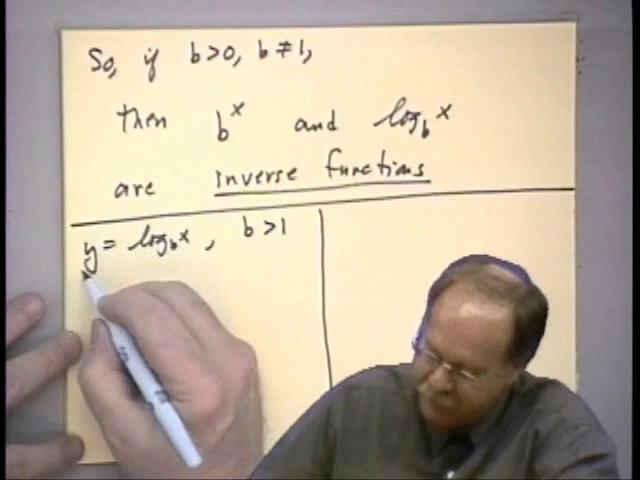 So, if b>0, b≠1,
then b^x and log_b x
are inverse functions
y = log_b x, b>1